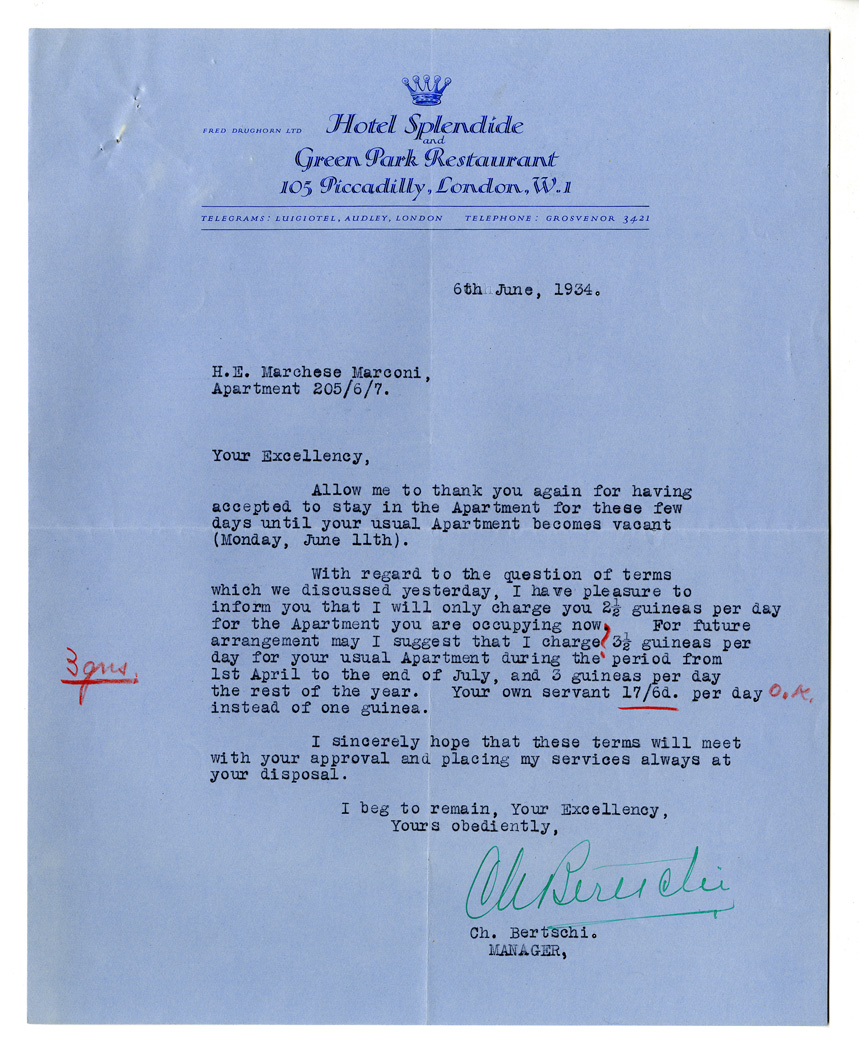 FRED DRUGHORN LTD
Hotel Splendide
and
Green Park Restaurant
105 Piccadilly, London, W.1
TELEGRAMS: LUIGIOTEL, AUDLEY, LONDON TELEPHONE: GROSVENOR 3421
6th June, 1934.
H.E. Marchese Marconi,
Apartment 205/6/7.
Your Excellency,
Allow me to thank you again for having
accepted to stay in the Apartment for these few
days until your usual Apartment becomes vacant
(Monday, June 11th).
With regard to the question of terms
which we discussed yesterday, I have pleasure to
inform you that I will only charge you 2½ guineas per day
for the Apartment you are occupying now. For future
arrangement may I suggest that I charge 3½ guineas per
3gns.
day for your usual Apartment during the period from
1st April to the end of July, and 3 guineas per day
the rest of the year. Your own servant 17/6d. per day O.K.
instead of one guinea.
I sincerely hope that these terms will meet
with your approval and placing my services always at
your disposal.
I beg to remain, Your Excellency,
Yours obediently,
Ch Bertschi
Ch. Bertschi.
MANAGER,